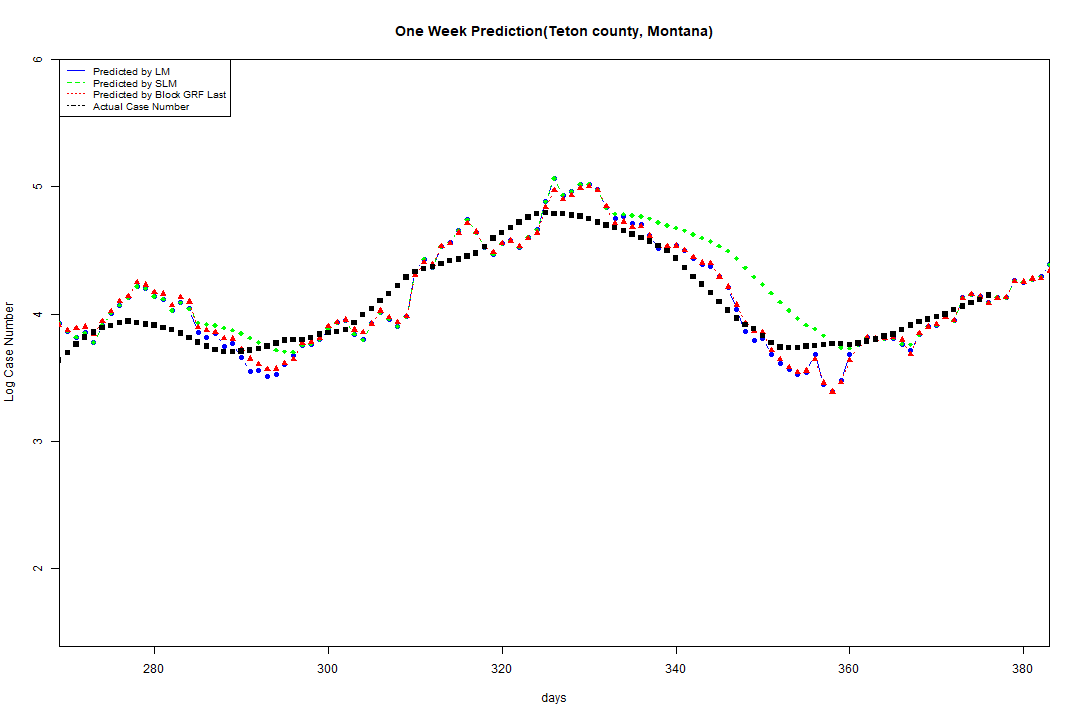 One Week Prediction(Teton county, Montana)
Predicted by LM
Predicted by SLM
Predicted by Block GRF Last
Actual Case Number
6
5
4
3
2
Log Case Number
280 300 320 340 360 380
days